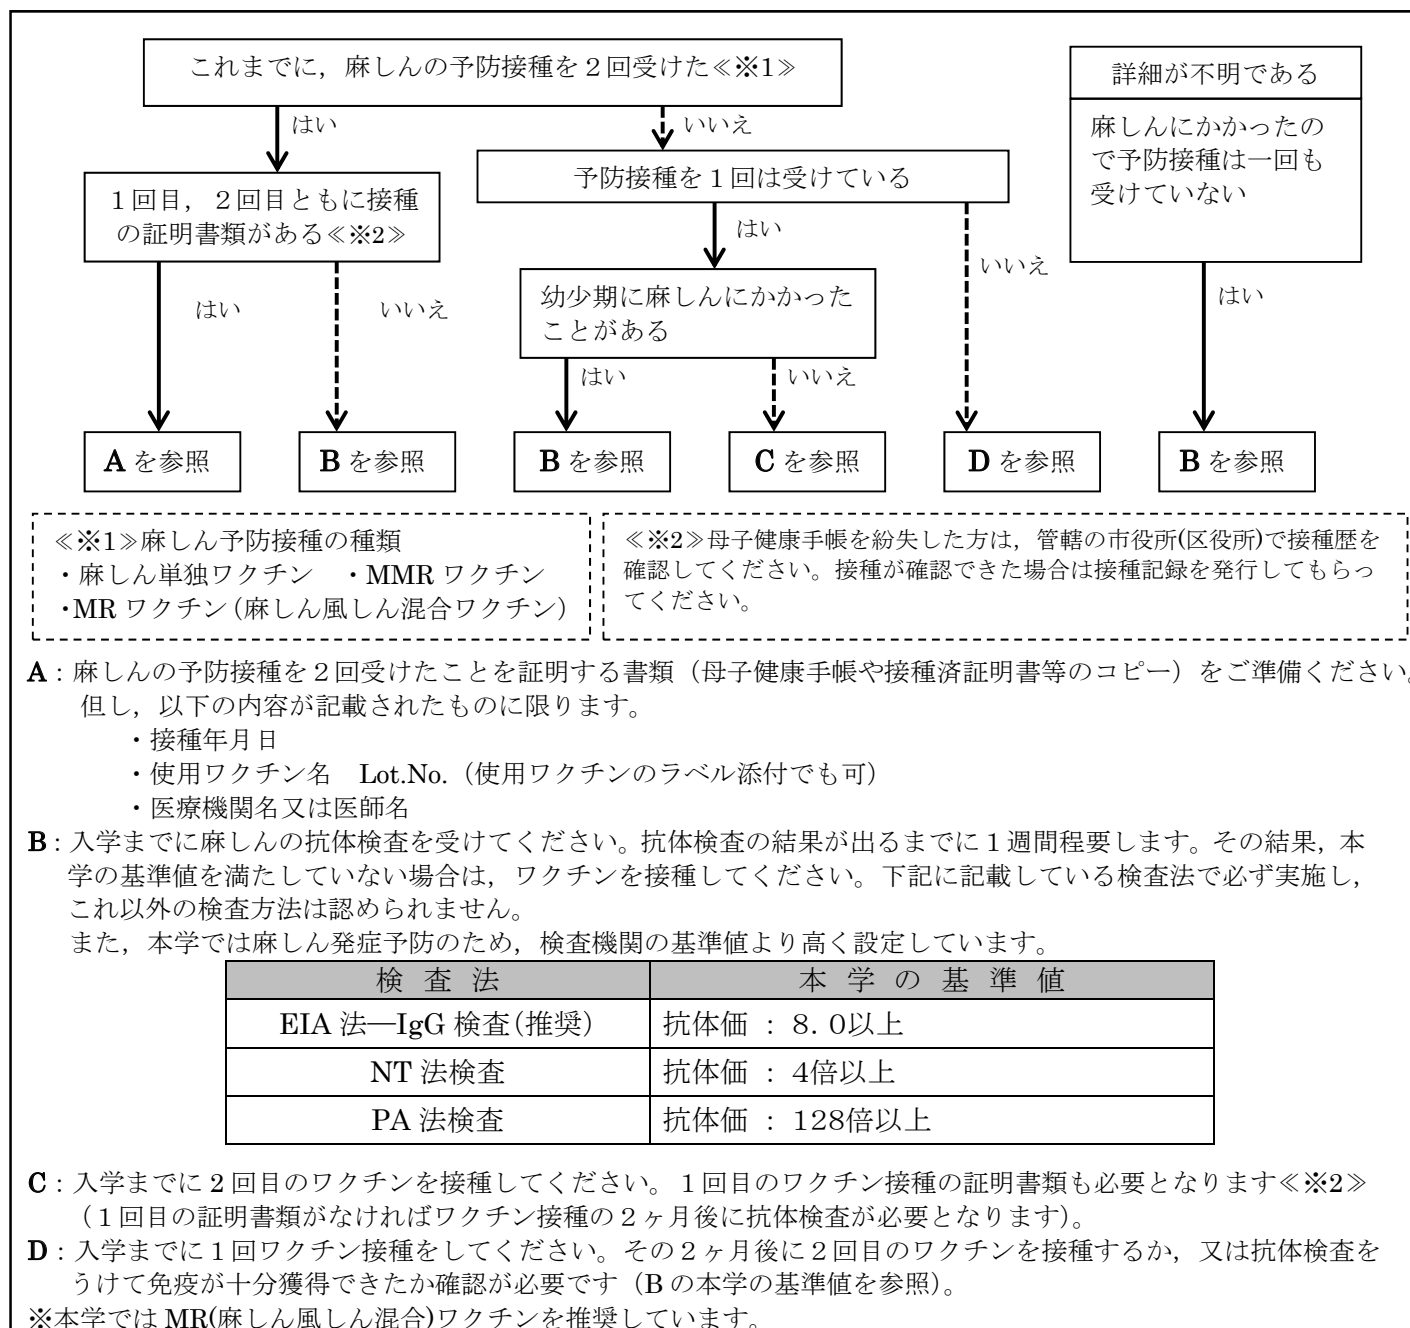 これまでに，麻しんの予防接種を２回受けた≪※1≫
はい
いいえ
詳細が不明である
麻しんにかかったの
で予防接種は一回も
受けていない
予防接種を１回は受けている
１回目，２回目ともに接種
の証明書類がある≪※2≫
はい
いいえ
幼少期に麻しんにかかった
ことがある
はい
いいえ
はい
はい
いいえ
A を参照
B を参照
B を参照
C を参照
D を参照
B を参照
≪※1≫麻しん予防接種の種類
・麻しん単独ワクチン　・MMR ワクチン
・MR ワクチン（麻しん風しん混合ワクチン）
≪※2≫母子健康手帳を紛失した方は，管轄の市役所(区役所)で接種歴を
確認してください。接種が確認できた場合は接種記録を発行してもらっ
てください。
A：麻しんの予防接種を２回受けたことを証明する書類（母子健康手帳や接種済証明書等のコピー）をご準備ください。
但し，以下の内容が記載されたものに限ります。
・接種年月日
・使用ワクチン名　Lot.No.（使用ワクチンのラベル添付でも可）
・医療機関名又は医師名
B：入学までに麻しんの抗体検査を受けてください。抗体検査の結果が出るまでに１週間程要します。その結果，本
学の基準値を満たしていない場合は，ワクチンを接種してください。下記に記載している検査法で必ず実施し，
これ以外の検査方法は認められません。
また，本学では麻しん発症予防のため，検査機関の基準値より高く設定しています。
検 査 法　本 学 の 基 準 値
EIA 法―IgG 検査（推奨）　抗体価 ： ８．０以上
NT 法検査　抗体価 ： ４倍以上
PA 法検査　抗体価 ： １２８倍以上
C：入学までに 2 回目のワクチンを接種してください。１回目のワクチン接種の証明書類も必要となります≪※2≫
（１回目の証明書類がなければワクチン接種の２ヶ月後に抗体検査が必要となります）。
D：入学までに１回ワクチン接種をしてください。その２ヶ月後に２回目のワクチンを接種するか，又は抗体検査を
うけて免疫が十分獲得できたか確認が必要です（B の本学の基準値を参照）。
※本学では MR(麻しん風しん混合)ワクチンを推奨しています。